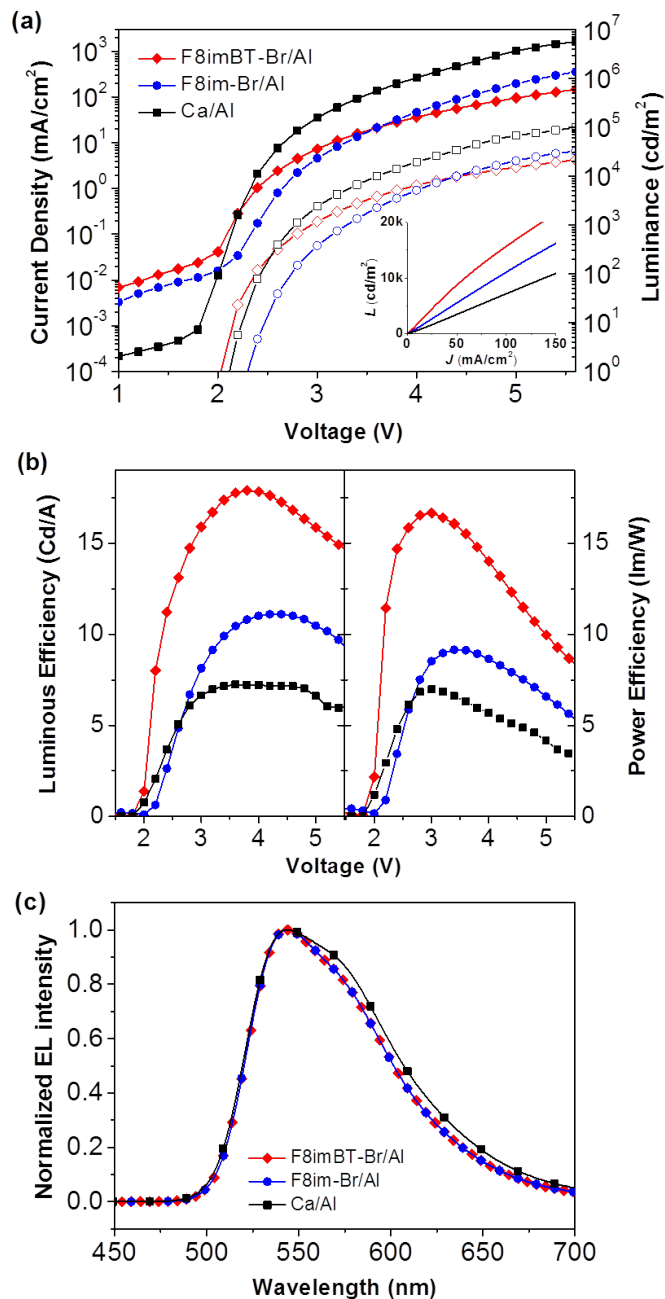 (a)
Current Density (mA/cm²)
10³
10²
10¹
10⁰
10⁻¹
10⁻²
10⁻³
10⁻⁴
F8imBT-Br/Al
F8im-Br/Al
Ca/Al
10⁷
10⁶
10⁵
10⁴
10³
10²
10¹
10⁰
Luminance (cd/m²)
20k
10k
0
L (cd/m²)
0 50 100 150
J (mA/cm²)
1 2 3 4 5
Voltage (V)
(b)
Luminous Efficiency (Cd/A)
15
10
5
0
15
10
5
0
Power Efficiency (lm/W)
2 3 4 5 2 3 4 5
Voltage (V)
(c)
Normalized EL intensity
1.0
0.8
0.6
0.4
0.2
0.0
F8imBT-Br/Al
F8im-Br/Al
Ca/Al
450 500 550 600 650 700
Wavelength (nm)